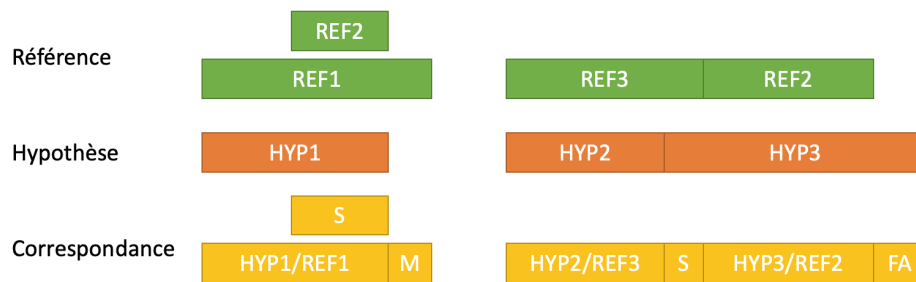 REF2
Référence
REF1 REF3 REF2
Hypothèse HYP1 HYP2 HYP3
S
Correspondance HYP1/REF1 M HYP2/REF3 S HYP3/REF2 FA